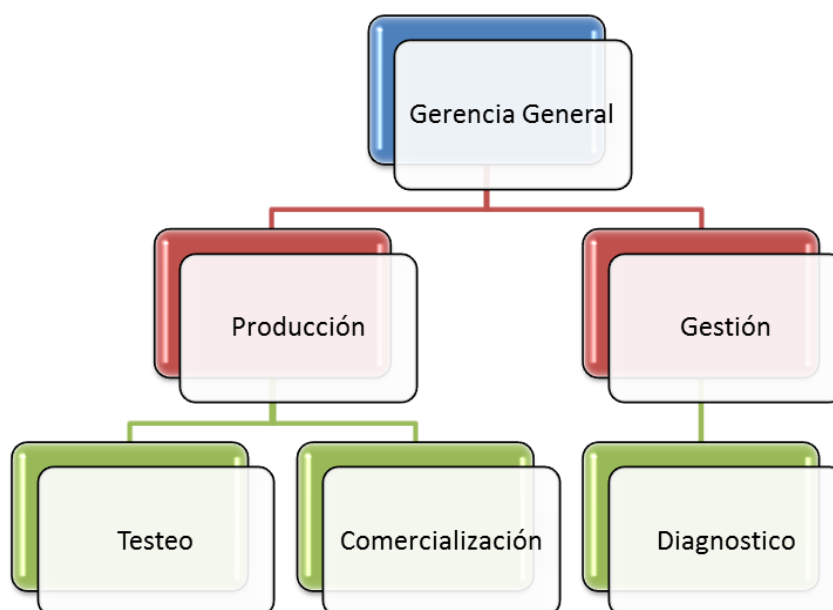 Gerencia General
Producción
Gestión
Testeo
Comercialización
Diagnostico